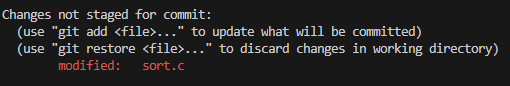 Changes not staged for commit:
  (use "git add <file>..." to update what will be committed)
  (use "git restore <file>..." to discard changes in working directory)
        modified:   sort.c